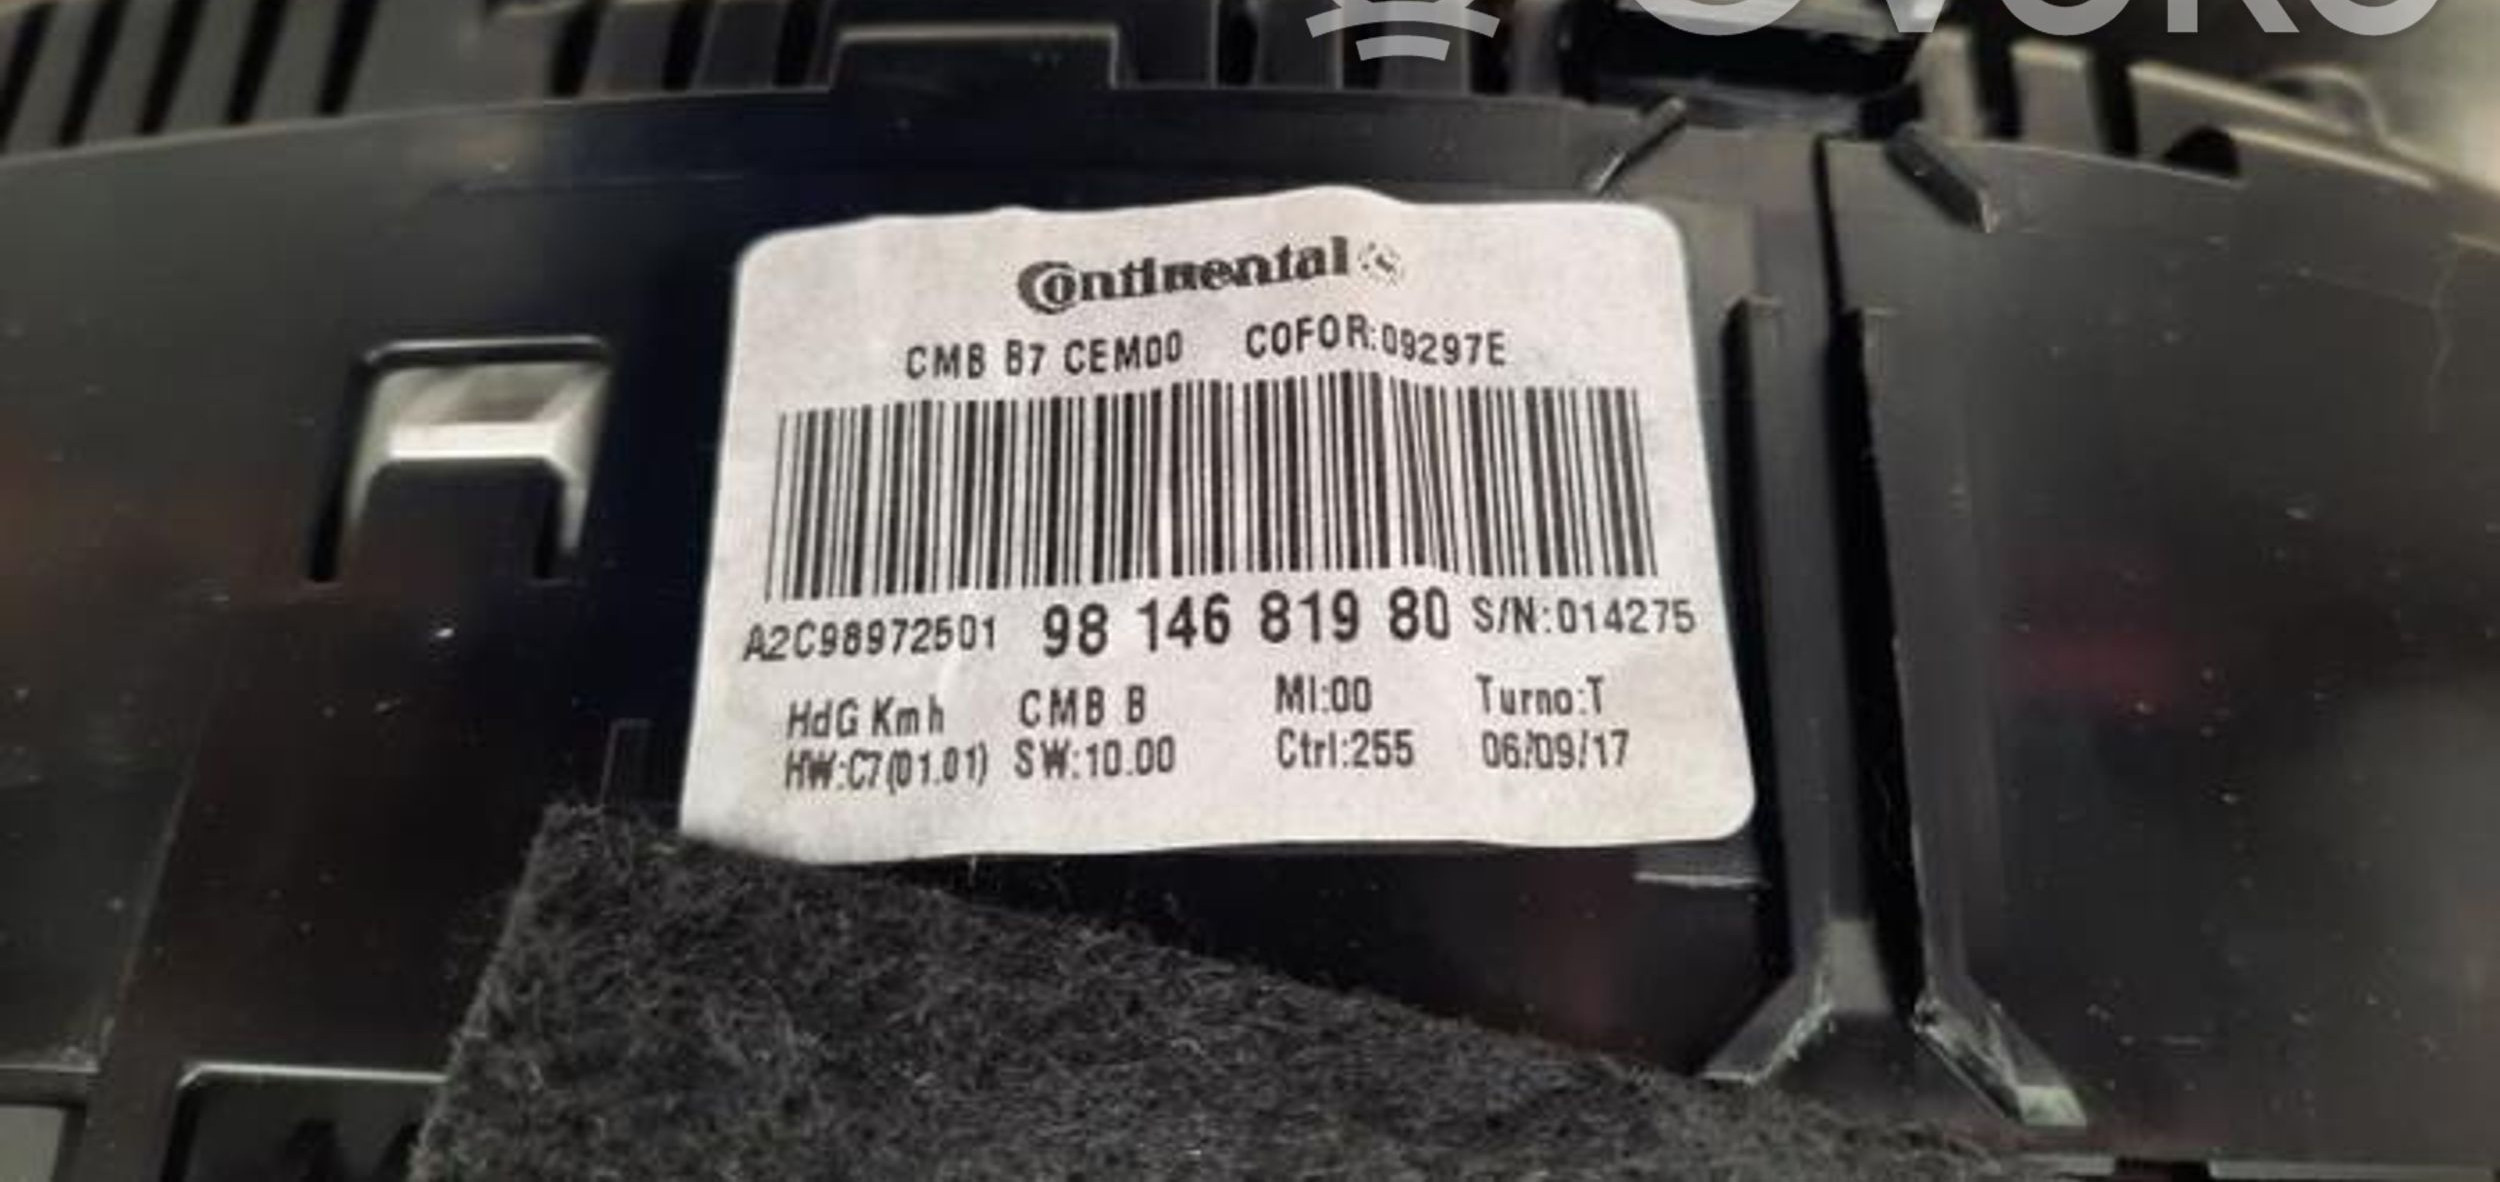 Continental
CMB B7 CEM00 COFOR:09297E
A2C98972501 98 146 819 80 S/N:014275
HdG Kmh CMB B MI:00 Turno:T
HW:C7(01.01) SW:10.00 Ctrl:255 06/09/17